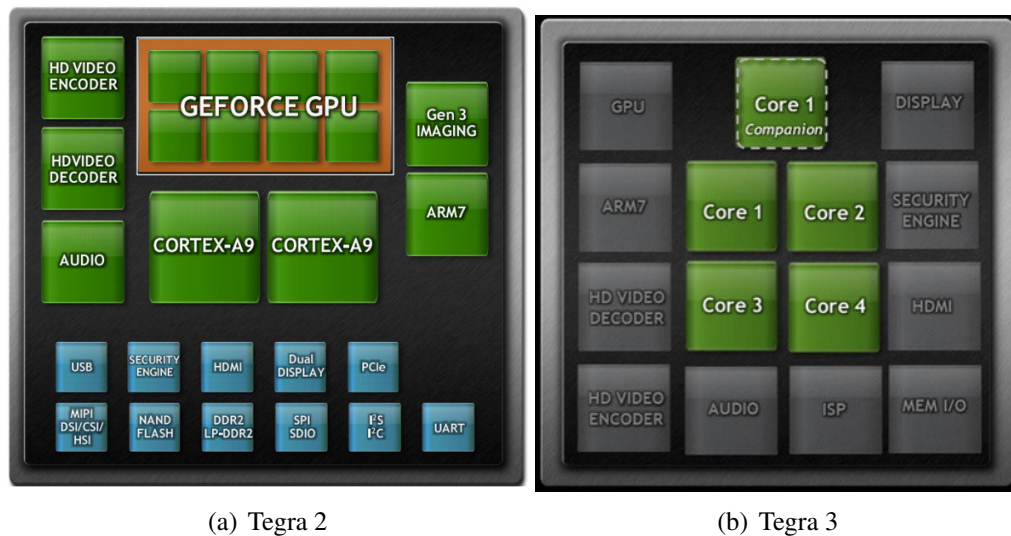 HD VIDEO
ENCODER
GEFORCE GPU
Gen 3
IMAGING
HDVIDEO
DECODER
ARM7
AUDIO
CORTEX-A9
CORTEX-A9
USB
SECURITY
ENGINE
HDMI
Dual
DISPLAY
PCIe
MIPI
DSI/CSI/
HSI
NAND
FLASH
DDR2
LP-DDR2
SPI
SDIO
I²S
I²C
UART
(a) Tegra 2
GPU
Core 1
Companion
DISPLAY
ARM7
Core 1
Core 2
SECURITY
ENGINE
HD VIDEO
DECODER
Core 3
Core 4
HDMI
HD VIDEO
ENCODER
AUDIO
ISP
MEM I/O
(b) Tegra 3